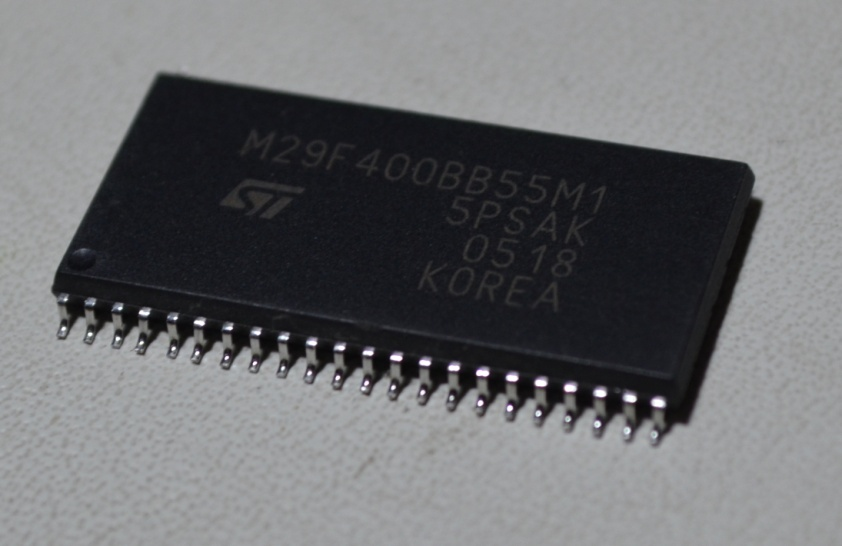 M29F400BB55M1
ST
5PSAK
0518
KOREA